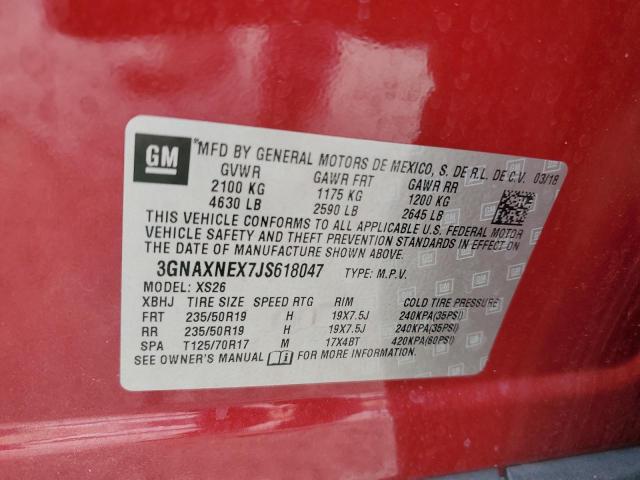 GM ® MFD BY GENERAL MOTORS DE MEXICO, S. DE R.L. DE C.V. 03/18
GVWR GAWR FRT GAWR RR
2100 KG 1175 KG 1200 KG
4630 LB 2590 LB 2645 LB
THIS VEHICLE CONFORMS TO ALL APPLICABLE U.S. FEDERAL MOTOR
VEHICLE SAFETY AND THEFT PREVENTION STANDARDS IN EFFECT ON THE
DATE OF MANUFACTURE SHOWN ABOVE.
3GNAXNEX7JS618047 TYPE: M.P.V.
MODEL: XS26
XBHJ TIRE SIZE SPEED RTG RIM COLD TIRE PRESSURE
FRT 235/50R19 H 19X7.5J 240KPA(35PSI)
RR 235/50R19 H 19X7.5J 240KPA(35PSI)
SPA T125/70R17 M 17X4BT 420KPA(60PSI)
SEE OWNER'S MANUAL FOR MORE INFORMATION.